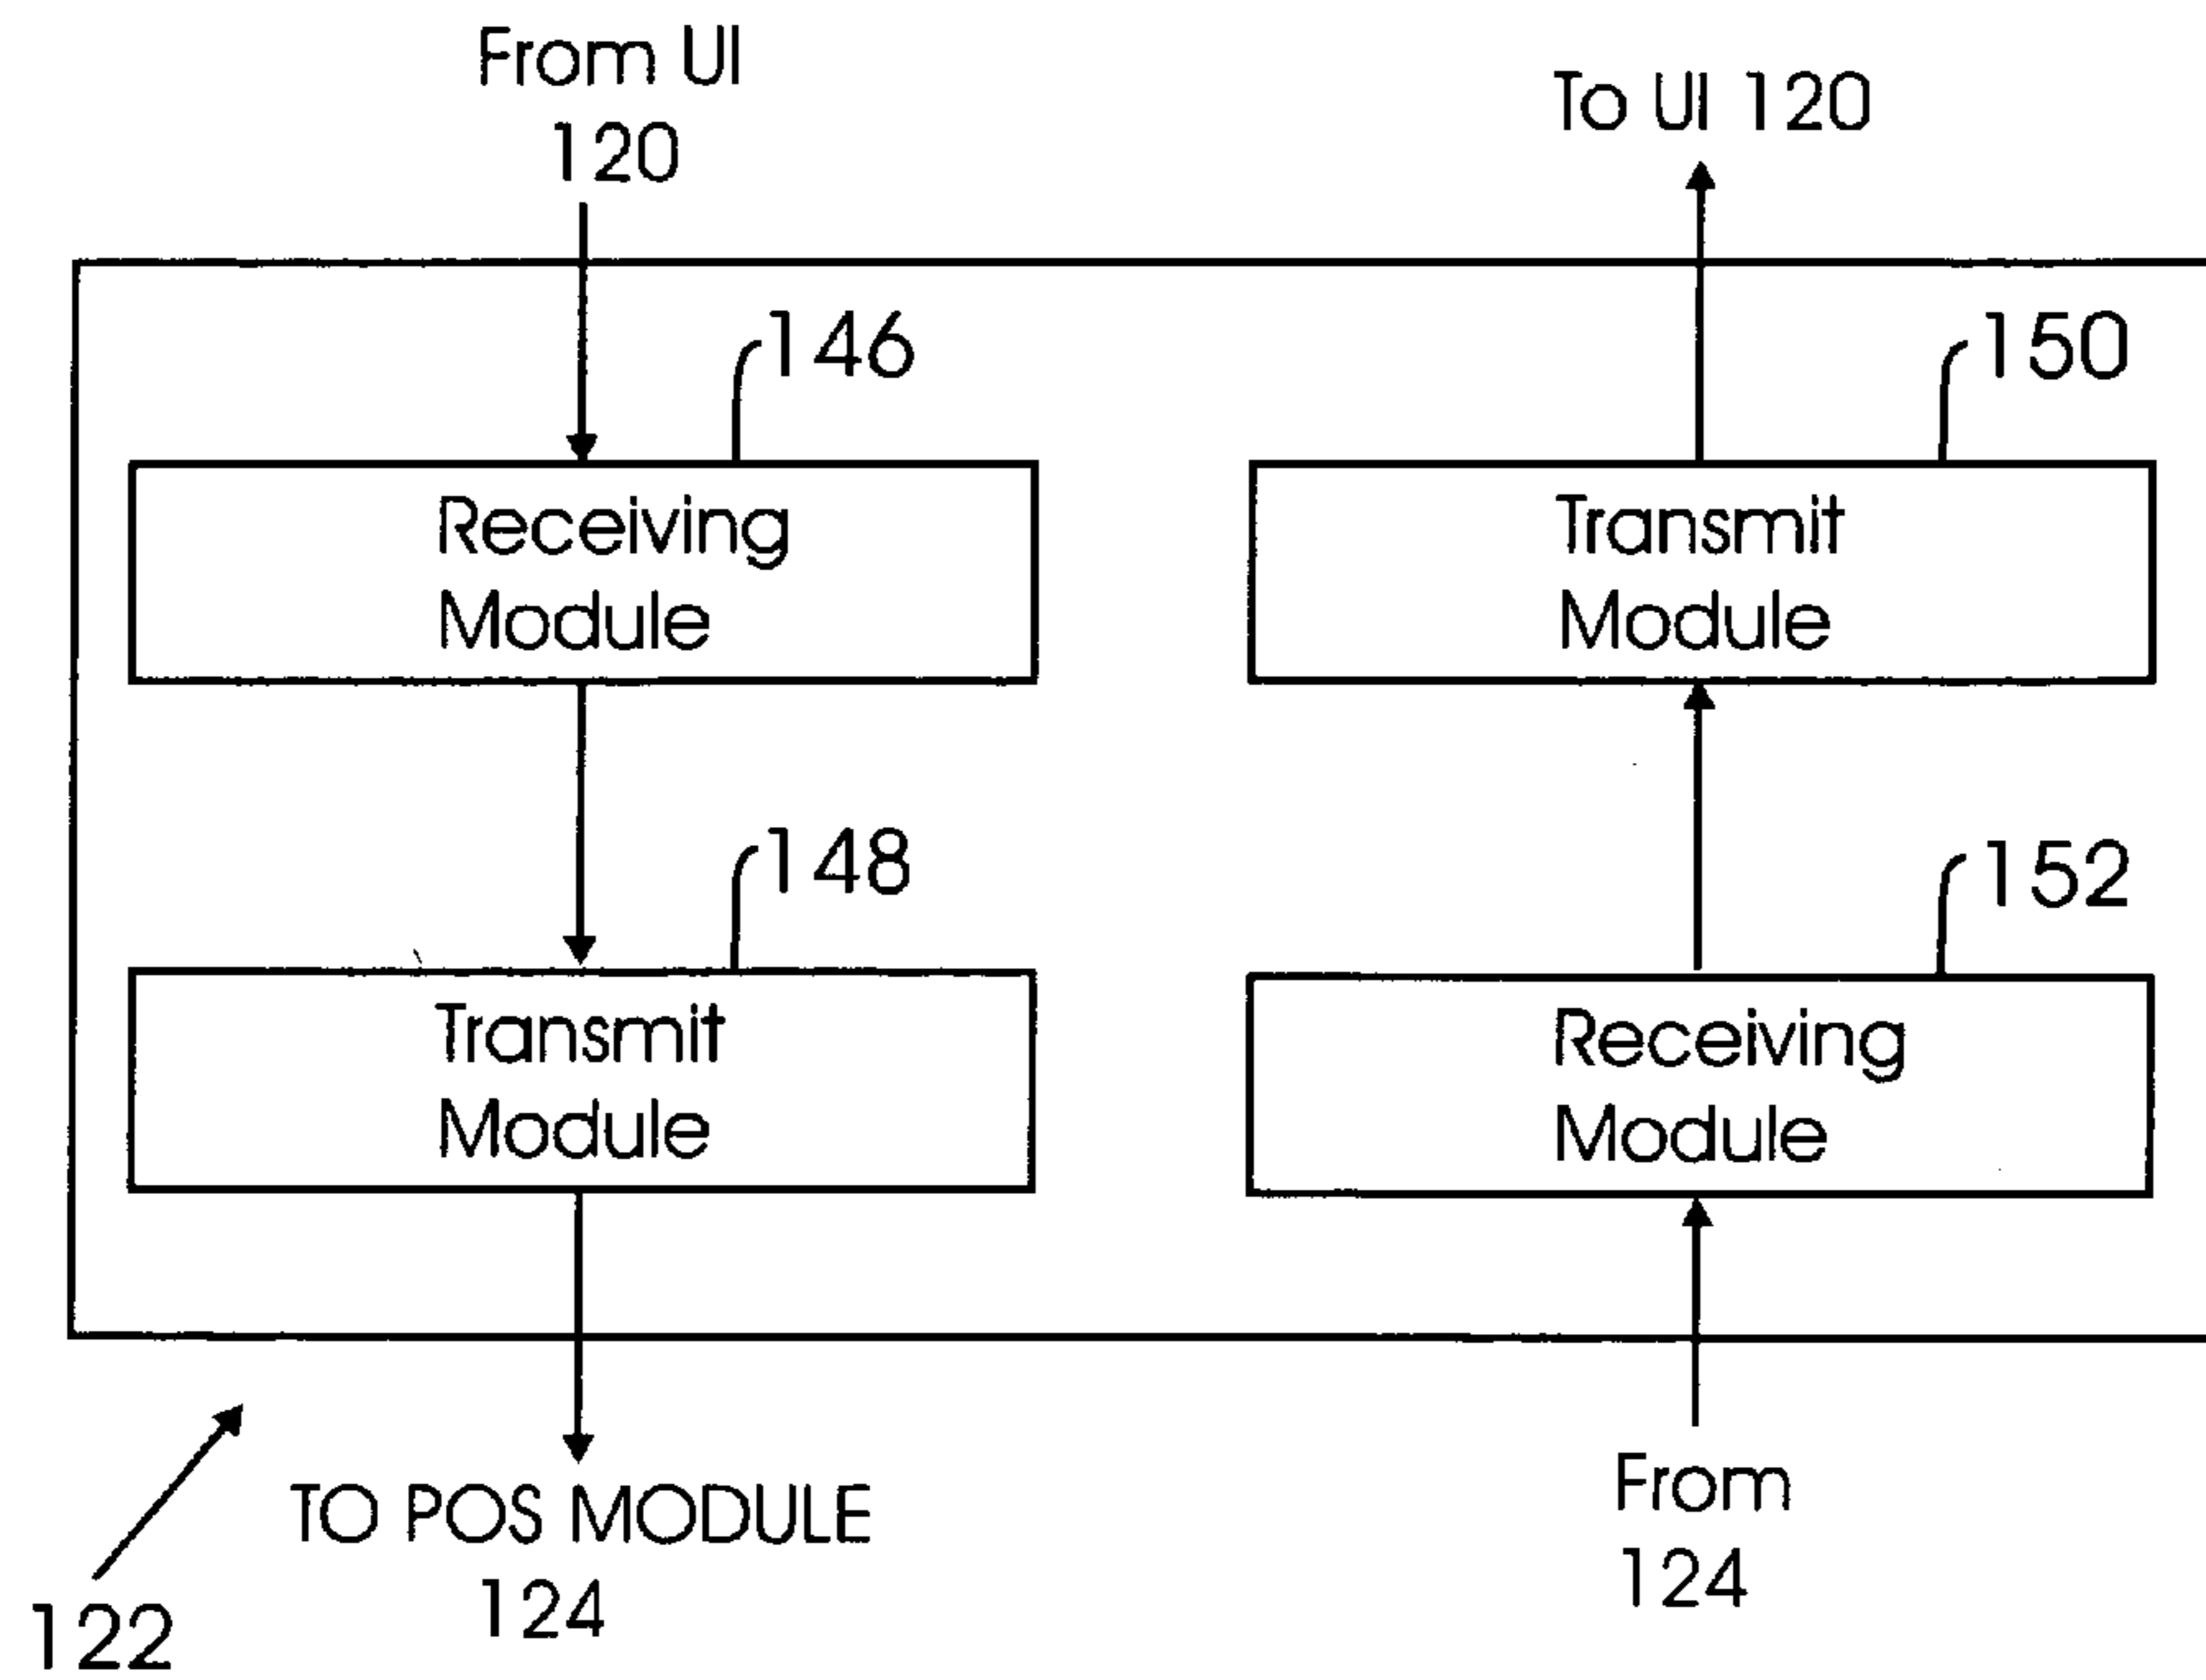 From UI
120
To UI 120
146
150
Receiving
Module
Transmit
Module
148
152
Transmit
Module
Receiving
Module
TO POS MODULE
124
From
124
122